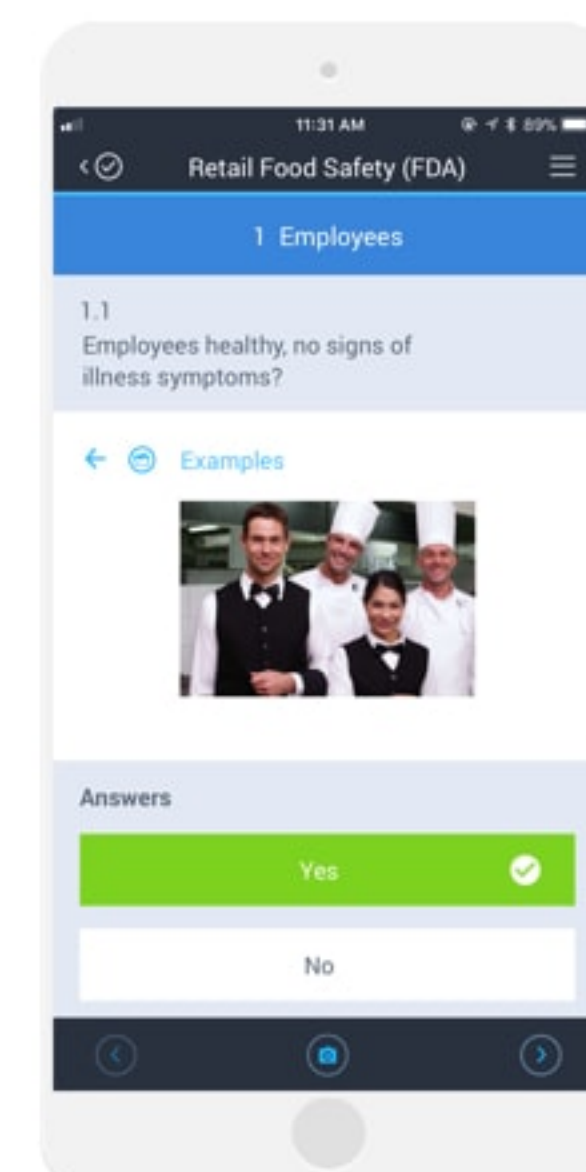 11:31 AM 89%
Retail Food Safety (FDA)
1 Employees
1.1
Employees healthy, no signs of
illness symptoms?
Examples
Answers
Yes
No